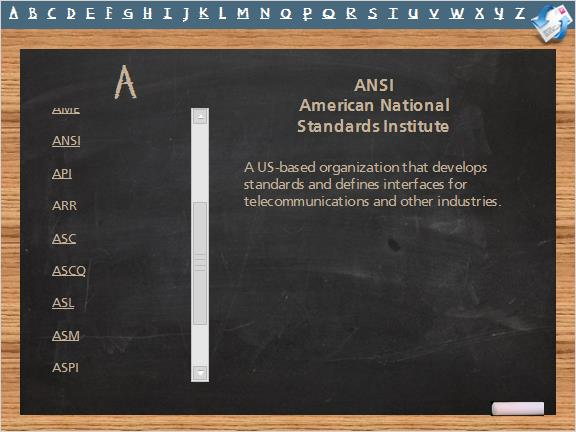 A B C D E F G H I J K L M N O P Q R S T U V W X Y Z
A
AME
ANSI
API
ARR
ASC
ASCQ
ASL
ASM
ASPI
ANSI
American National
Standards Institute
A US-based organization that develops
standards and defines interfaces for
telecommunications and other industries.